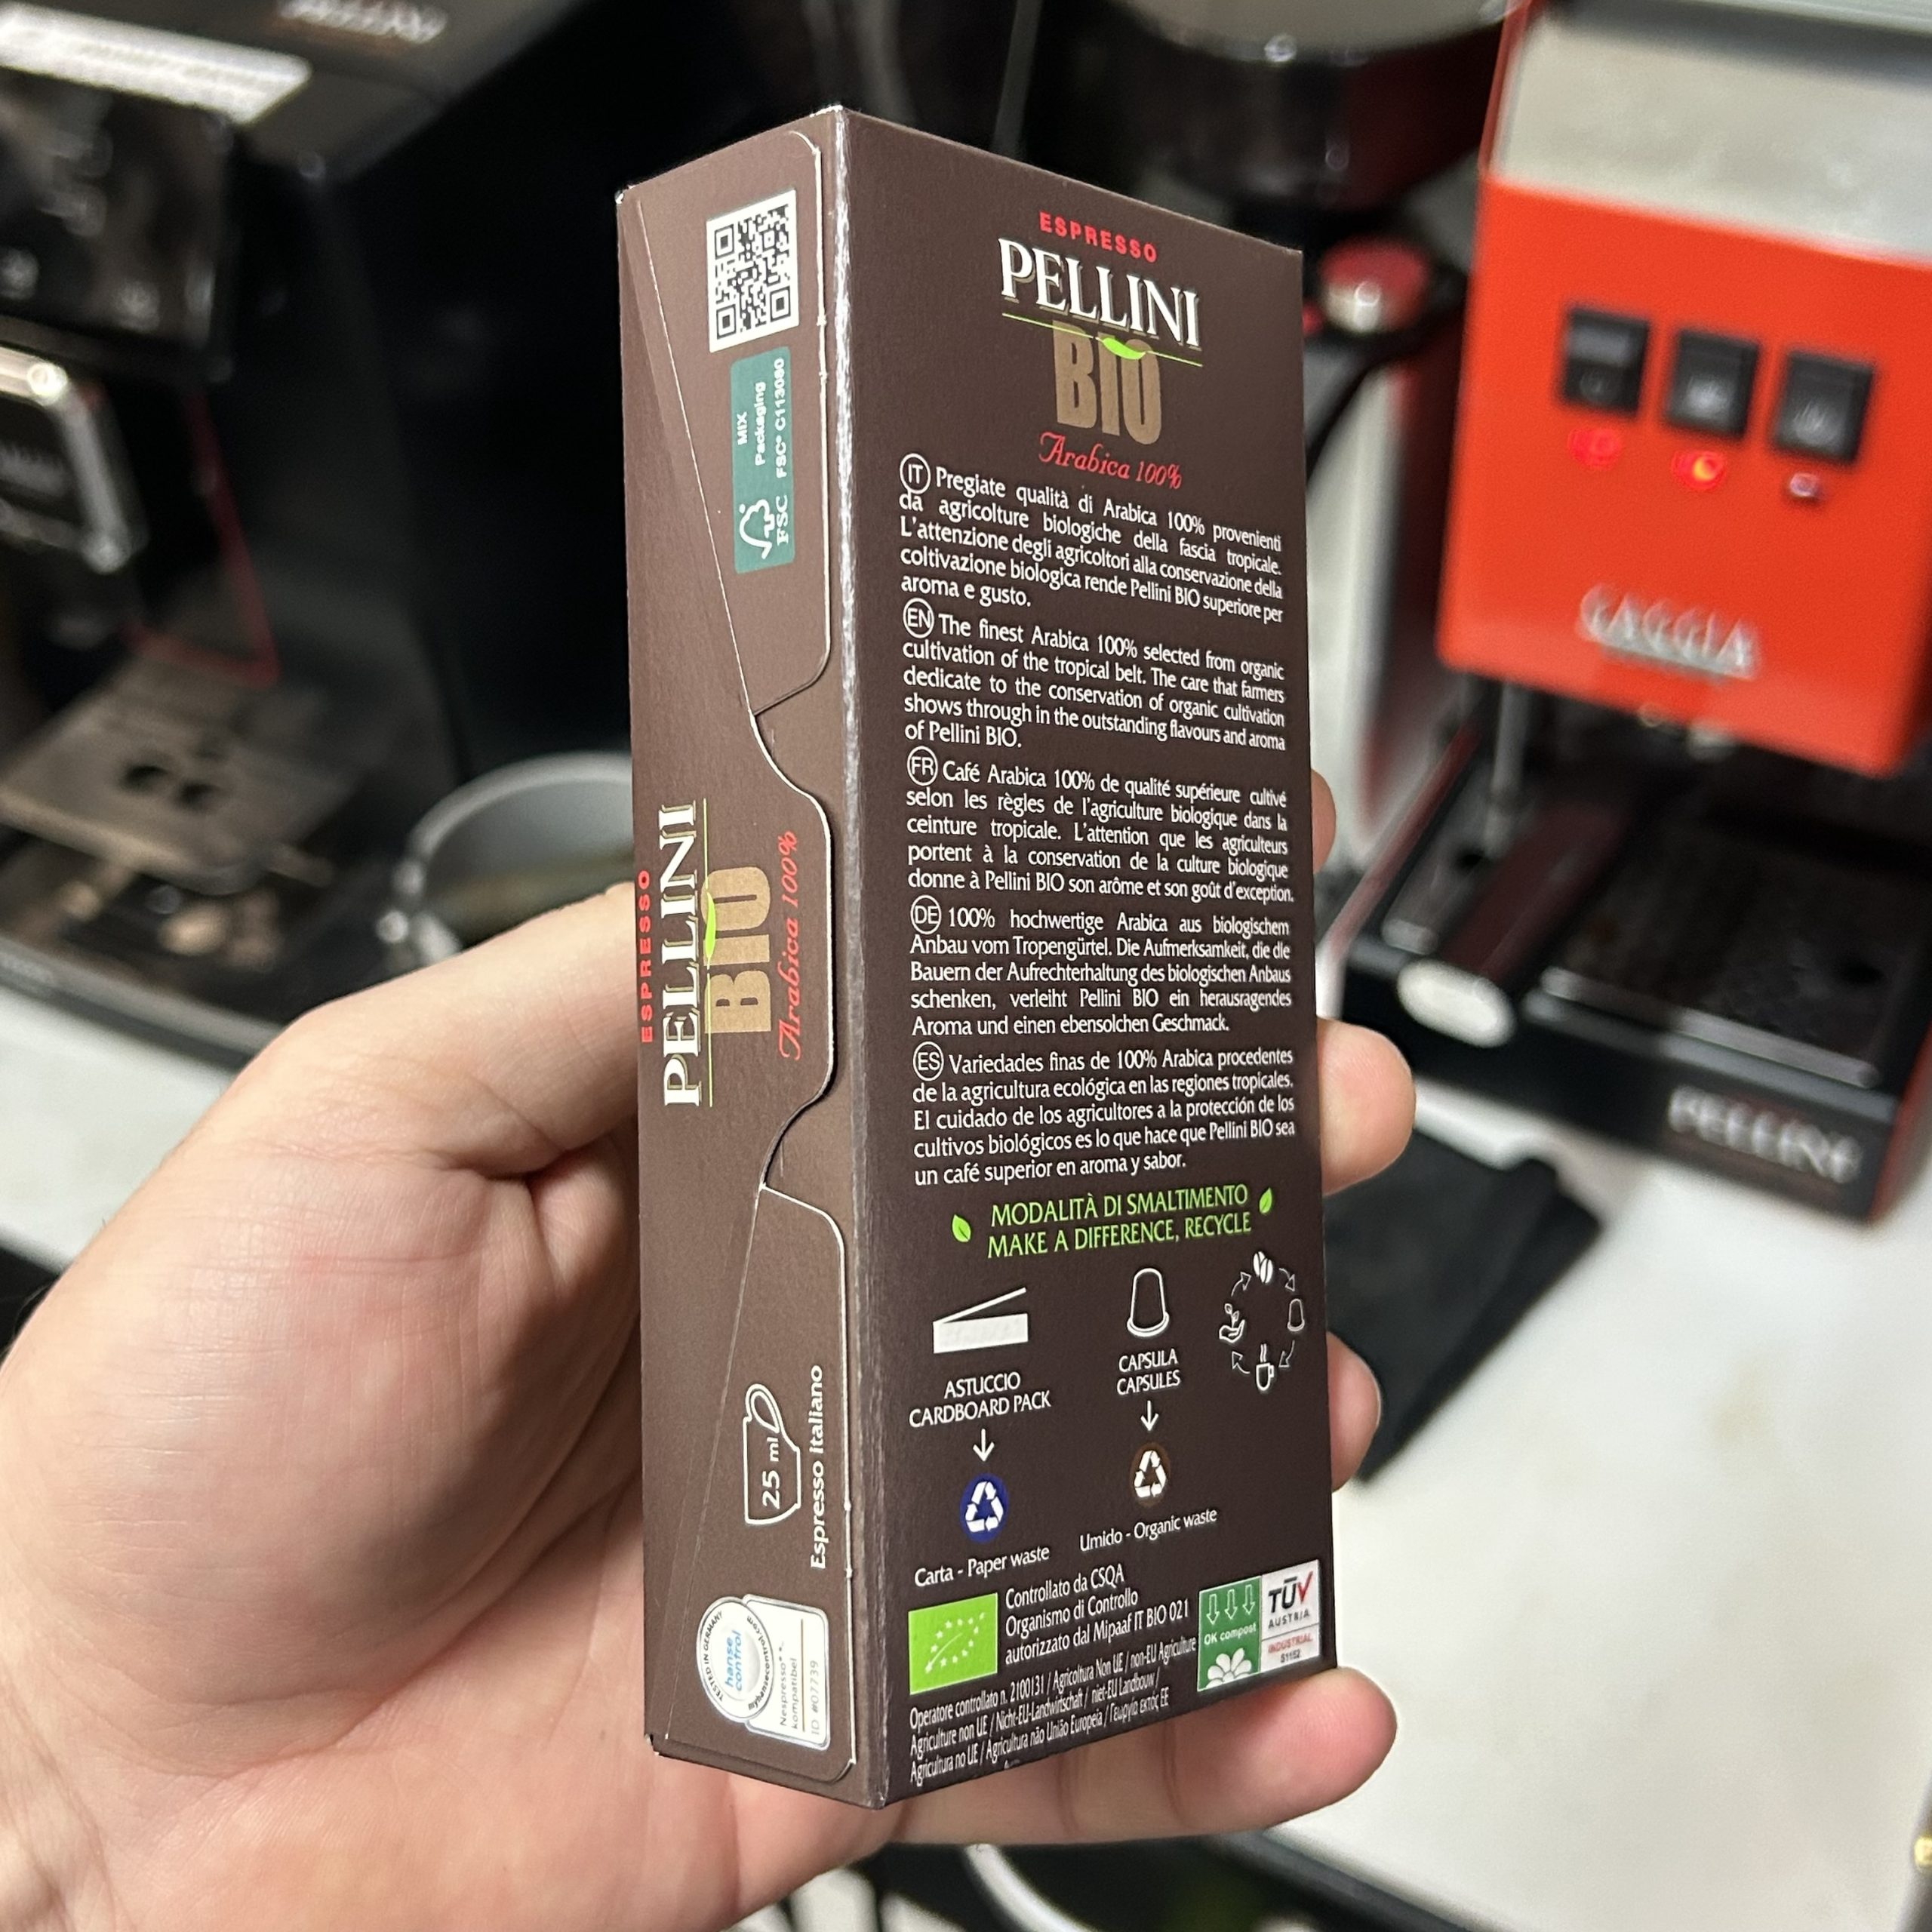 ESPRESSO
PELLINI
BIO
Arabica 100%
IT Pregiate qualità di Arabica 100% provenienti
da agricolture biologiche della fascia tropicale.
L'attenzione degli agricoltori alla conservazione della
coltivazione biologica rende Pellini BIO superiore per
aroma e gusto.
EN The finest Arabica 100% selected from organic
cultivation of the tropical belt. The care that farmers
dedicate to the conservation of organic cultivation
shows through in the outstanding flavours and aroma
of Pellini BIO.
FR Café Arabica 100% de qualité supérieure cultivé
selon les règles de l'agriculture biologique dans la
ceinture tropicale. L'attention que les agriculteurs
portent à la conservation de la culture biologique
donne à Pellini BIO son arôme et son goût d'exception.
DE 100% hochwertige Arabica aus biologischem
Anbau vom Tropengürtel. Die Aufmerksamkeit, die die
Bauern der Aufrechterhaltung des biologischen Anbaus
schenken, verleiht Pellini BIO ein herausragendes
Aroma und einen ebensolchen Geschmack.
ES Variedades finas de 100% Arabica procedentes
de la agricultura ecológica en las regiones tropicales.
El cuidado de los agricultores a la protección de los
cultivos biológicos es lo que hace que Pellini BIO sea
un café superior en aroma y sabor.
MODALITÀ DI SMALTIMENTO
MAKE A DIFFERENCE, RECYCLE
ASTUCCIO
CARDBOARD PACK
CAPSULA
CAPSULES
Carta - Paper waste
Umido - Organic waste
Controllato da CSQA
Organismo di Controllo
autorizzato dal Mipaaf IT BIO 021
Operatore controllato n. 2100131 / Agricoltura Non UE / non-EU Agriculture
Agriculture non UE / Nicht-EU-Landwirtschaft / niet-EU Landbouw /
Agricultura no UE / Agricultura não União Europeia / Γεωργία εκτός ΕΕ
OK compost
TÜV
AUSTRIA
INDUSTRIAL
S1152
MIX
Packaging
FSC® C113080
FSC
ESPRESSO
PELLINI
BIO
Arabica 100%
25 ml
Espresso Italiano
TESTED IN GERMANY
hanse
control
www.hansecontrol.com
Nespresso®*-
kompatibel
ID #07739
PELLINI
GAGGIA
PELLINI